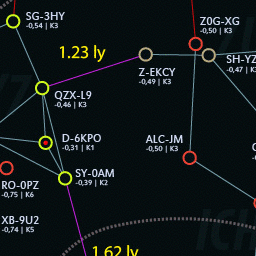 SG-3HY
-0,54 | K3
Z0G-XG
-0,50 | K3
1.23 ly
SH-YZ
-0,47 | K3
Z-EKCY
-0,49 | K3
QZX-L9
-0,46 | K3
D-6KPO
-0,31 | K1
ALC-JM
-0,50 | K3
SY-0AM
-0,39 | K2
RO-0PZ
-0,75 | K6
XB-9U2
-0,74 | K5
1.62 ly